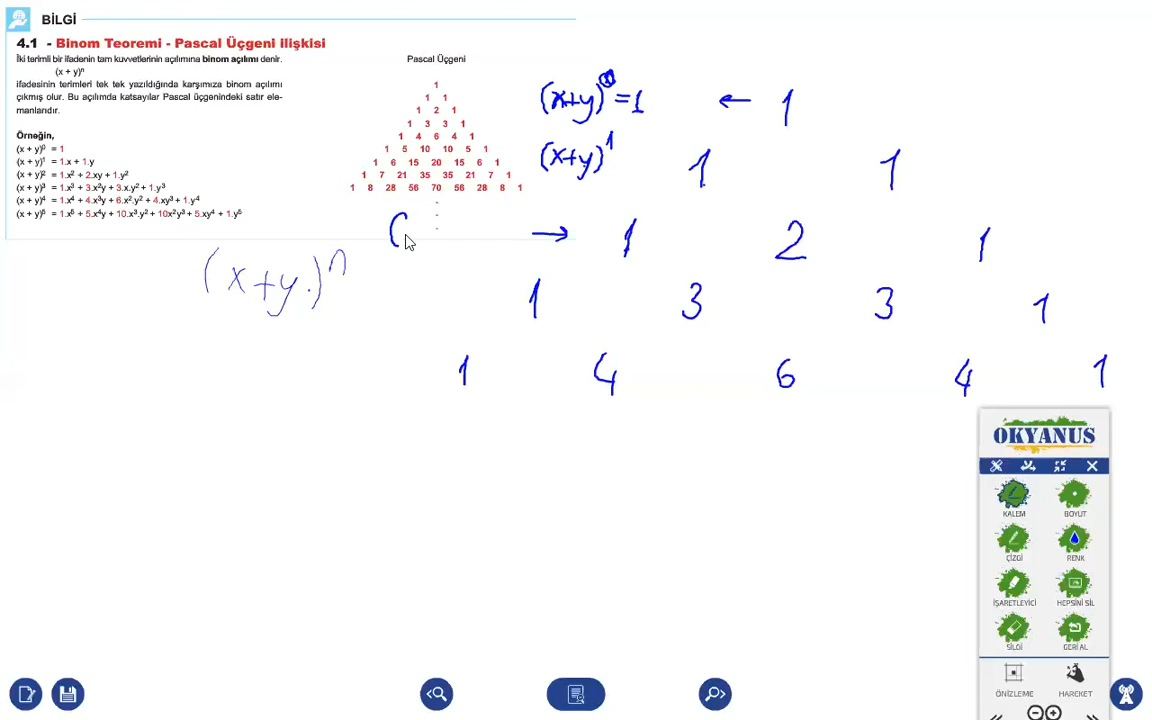 BİLGİ
4.1 - Binom Teoremi - Pascal Üçgeni ilişkisi
İki terimli bir ifadenin tam kuvvetlerinin açılımına binom açılımı denir.
(x + y)ⁿ
ifadesinin terimleri tek tek yazıldığında karşımıza binom açılımı
çıkmış olur. Bu açılımda katsayılar Pascal üçgenindeki satır ele-
manlarıdır.
Örneğin,
(x + y)⁰ = 1
(x + y)¹ = 1.x + 1.y
(x + y)² = 1.x² + 2.xy + 1.y²
(x + y)³ = 1.x³ + 3.x²y + 3.x.y² + 1.y³
(x + y)⁴ = 1.x⁴ + 4.x³y + 6.x².y² + 4.xy³ + 1.y⁴
(x + y)⁵ = 1.x⁵ + 5.x⁴y + 10.x³.y² + 10x²y³ + 5.xy⁴ + 1.y⁵
Pascal Üçgeni
1
1 1
1 2 1
1 3 3 1
1 4 6 4 1
1 5 10 10 5 1
1 6 15 20 15 6 1
1 7 21 35 35 21 7 1
1 8 28 56 70 56 28 8 1
(x+y)⁰ = 1 ← 1
(x+y)¹ 1 1
( → 1 2 1
(x+y)ⁿ
1 3 3 1
1 4 6 4 1
OKYANUS
KALEM BOYUT
ÇİZGİ RENK
İŞARETLEYİCİ HEPSİNİ SİL
SİLGİ GERİ AL
ÖNİZLEME HAREKET